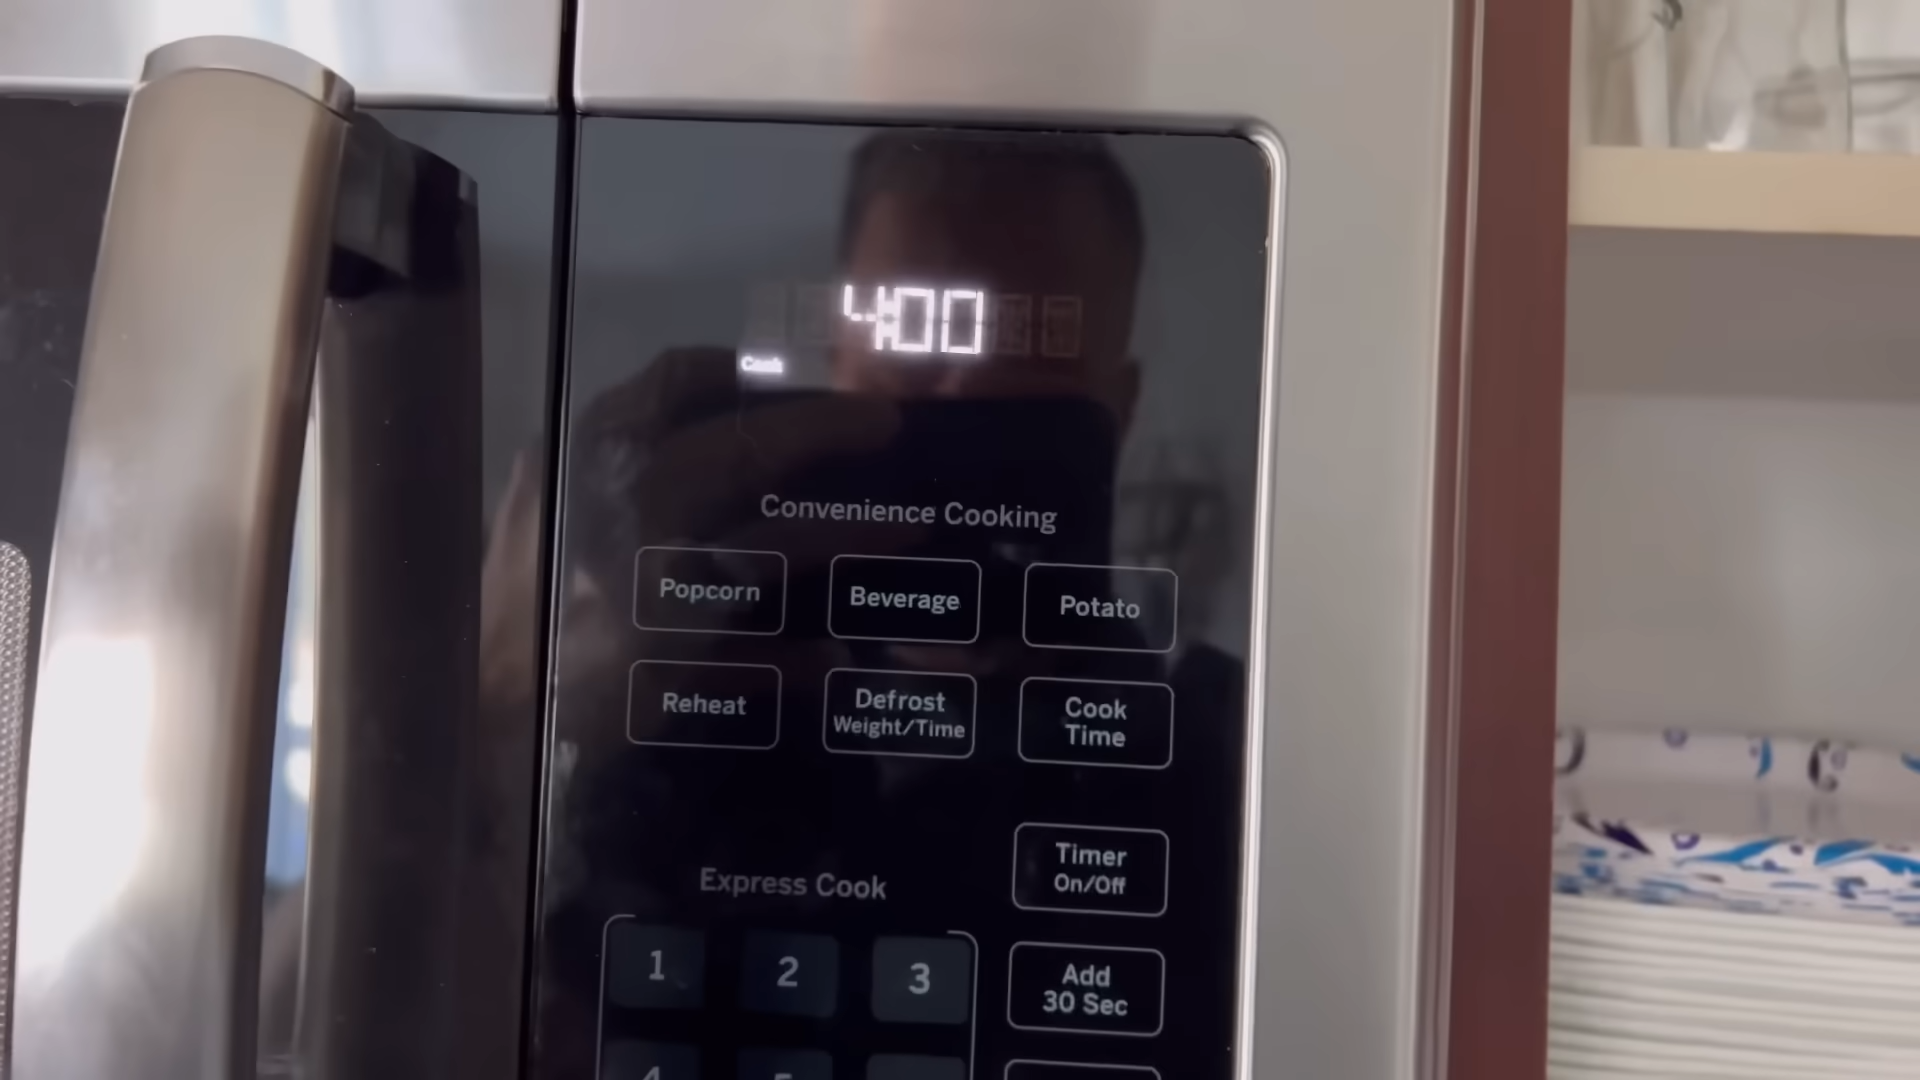 4:00
Cook
Convenience Cooking
Popcorn
Beverage
Potato
Reheat
Defrost
Weight/Time
Cook
Time
Timer
On/Off
Express Cook
1
2
3
Add
30 Sec
4
5